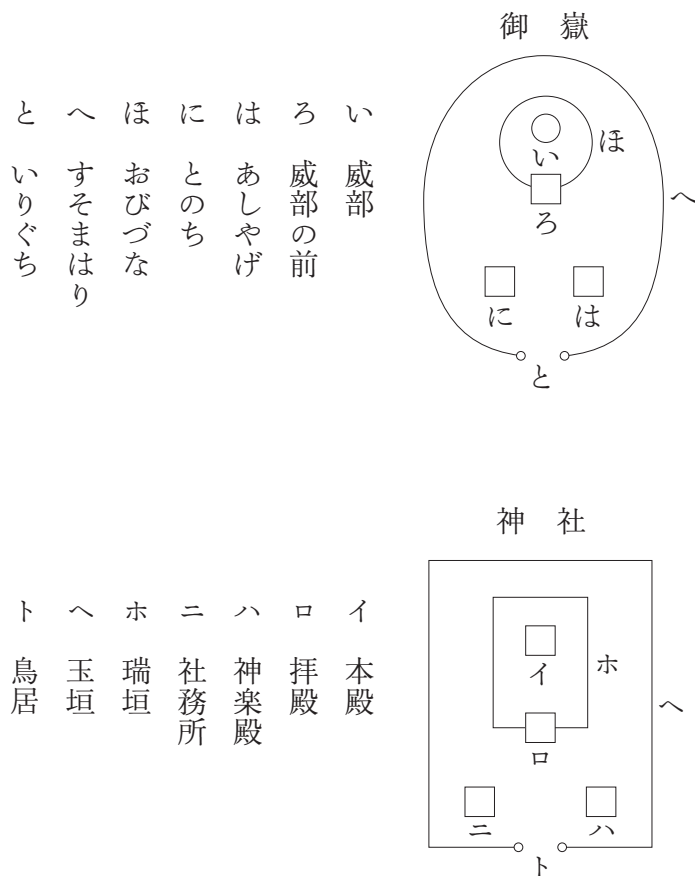 御嶽
い
ろ
は
に
ほ
へ
と
い 威部
ろ 威部の前
は あしやげ
に とのち
ほ おびづな
へ すそまはり
と いりぐち
神社
イ
ロ
ハ
ニ
ホ
ヘ
ト
イ 本殿
ロ 拝殿
ハ 神楽殿
ニ 社務所
ホ 瑞垣
ヘ 玉垣
ト 鳥居